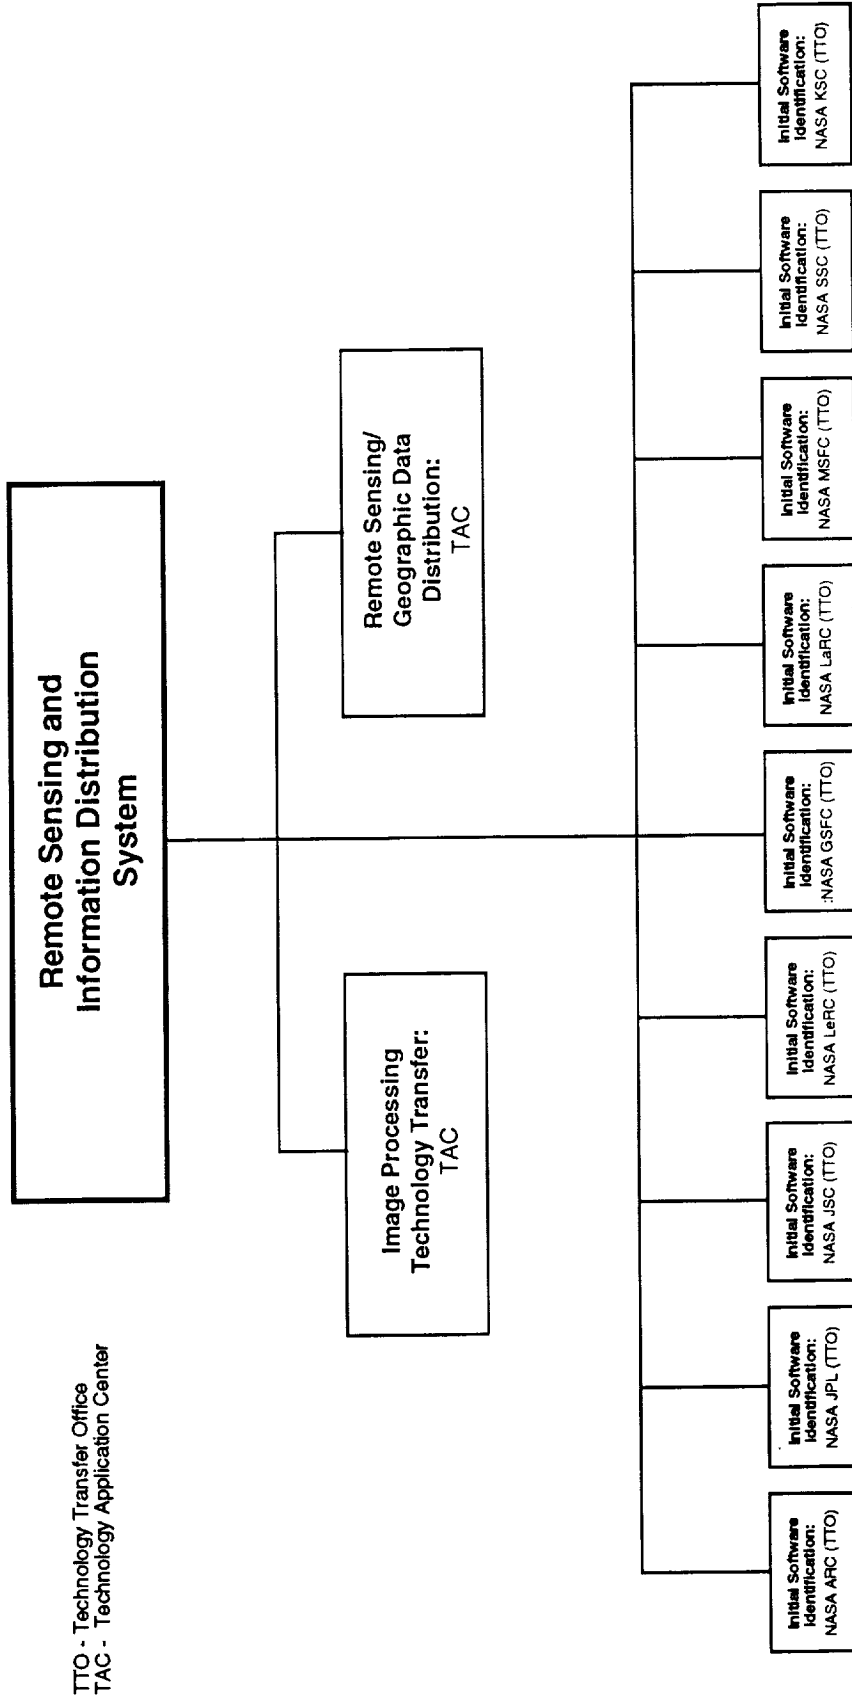 Remote Sensing and
Information Distribution
System
TTO - Technology Transfer Office
TAC - Technology Application Center
Image Processing
Technology Transfer:
TAC
Remote Sensing/
Geographic Data
Distribution:
TAC
Initial Software
Identification:
NASA ARC (TTO)
Initial Software
Identification:
NASA JPL (TTO)
Initial Software
Identification:
NASA JSC (TTO)
Initial Software
Identification:
NASA LeRC (TTO)
Initial Software
Identification:
:NASA GSFC (TTO)
Initial Software
Identification:
NASA LaRC (TTO)
Initial Software
Identification:
NASA MSFC (TTO)
Initial Software
Identification:
NASA SSC (TTO)
Initial Software
Identification:
NASA KSC (TTO)